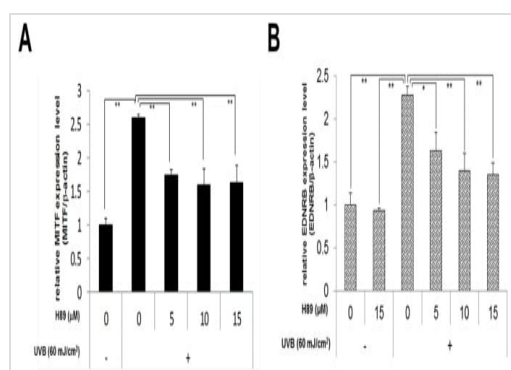 A
relative MITF expression level
(MITF/β-actin)
3
2.5
2
1.5
1
0.5
0
** ** ** **
H89 (μM) 0 0 5 10 15
UVB (60 mJ/cm²) - +
B
relative EDNRB expression level
(EDNRB/β-actin)
2.5
2
1.5
1
0.5
0
** ** * ** **
H89 (μM) 0 15 0 5 10 15
UVB (60 mJ/cm²) - +